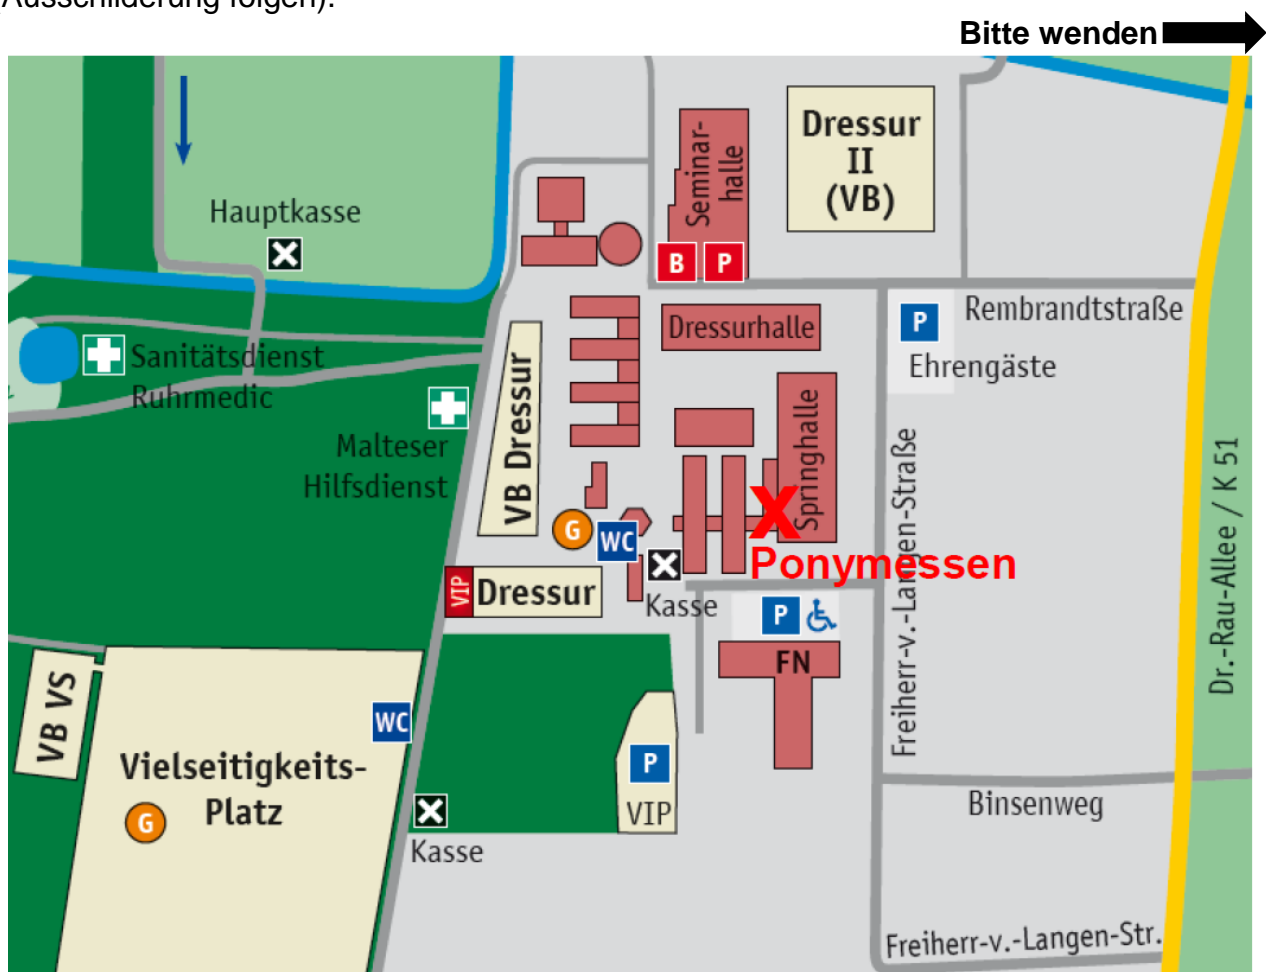 Ausschilderung folgen).
Bitte wenden
Dressur
II
(VB)
Seminar-
halle
Hauptkasse
B
P
Rembrandtstraße
P
Ehrengäste
Dressurhalle
Sanitätsdienst
Ruhrmedic
Malteser
Hilfsdienst
VB Dressur
Springhalle
Freiherr-v.-Langen-Straße
Dr.-Rau-Allee / K 51
G
WC
X
Ponymessen
VIP
Dressur
Kasse
P
FN
VB VS
WC
Vielseitigkeits-
Platz
G
P
VIP
Kasse
Binsenweg
Freiherr-v.-Langen-Str.